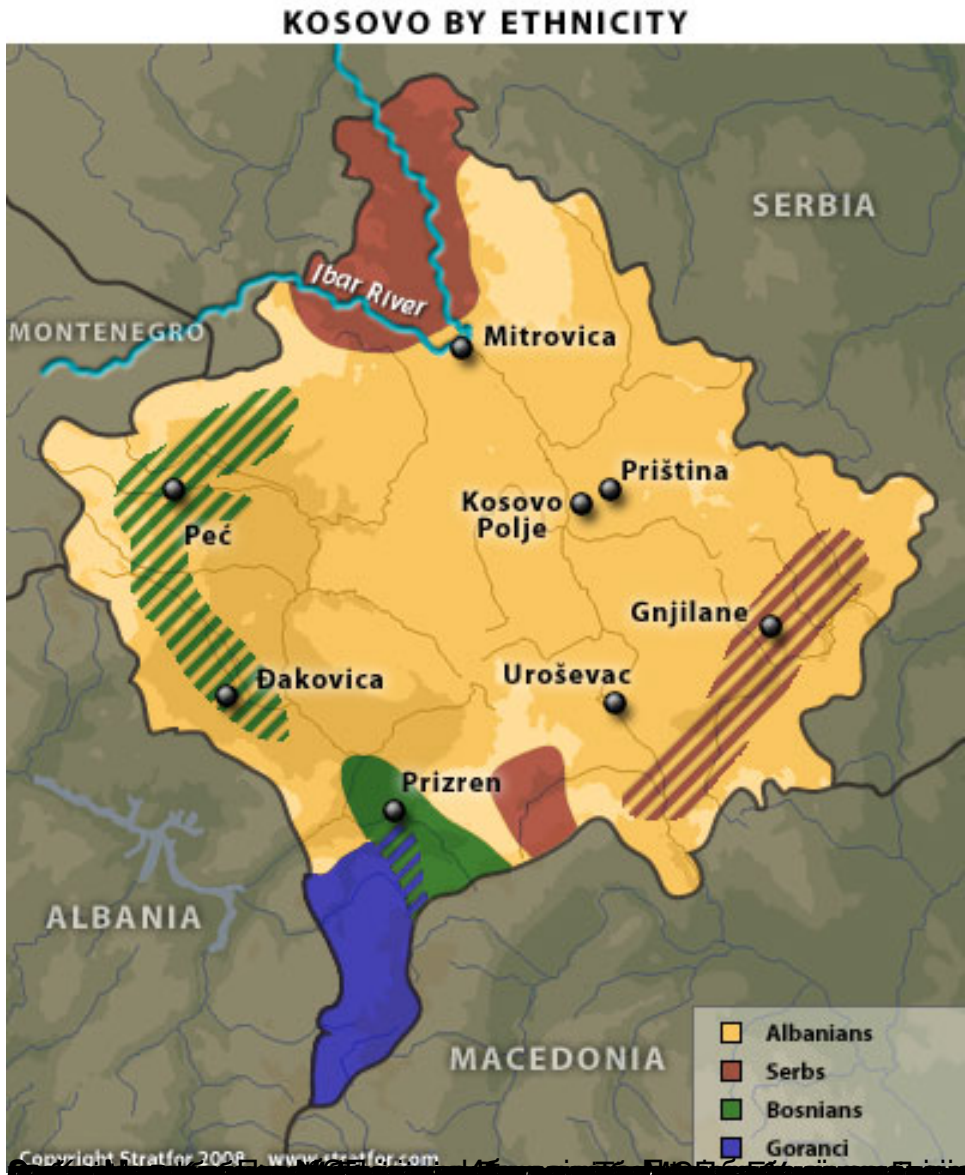 KOSOVO BY ETHNICITY
SERBIA
Ibar River
MONTENEGRO
Mitrovica
Priština
Kosovo
Polje
Peć
Gnjilane
Đakovica
Uroševac
Prizren
ALBANIA
MACEDONIA
Albanians
Serbs
Bosnians
Goranci
Copyright Stratfor 2008 www.stratfor.com